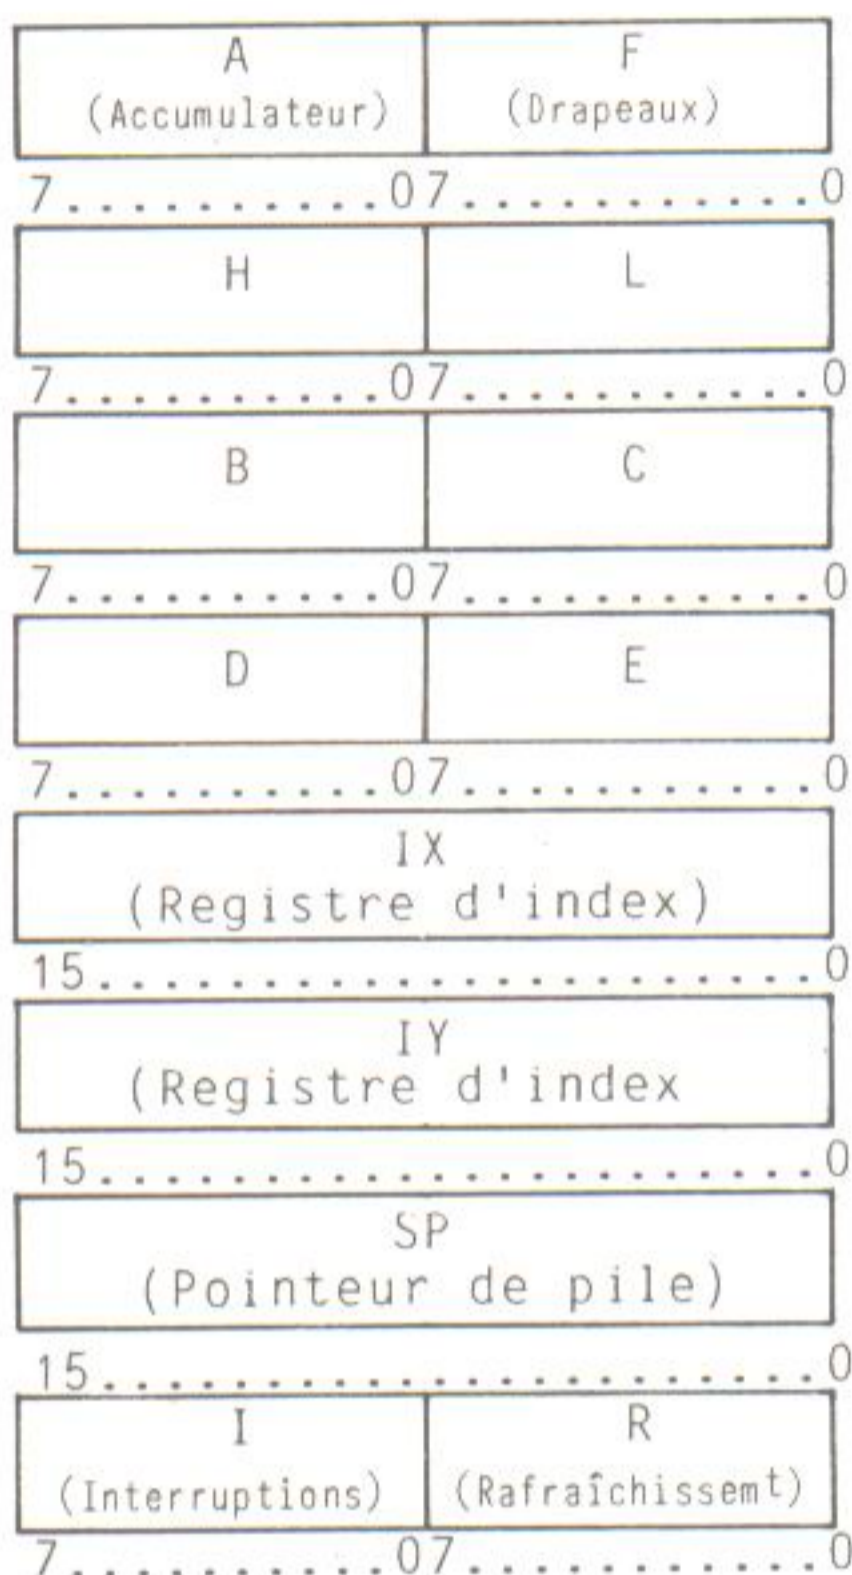 A F
(Accumulateur) (Drapeaux)
7..........07...........0
H L
7..........07...........0
B C
7..........07...........0
D E
7..........07...........0
IX
(Registre d'index)
15......................0
IY
(Registre d'index
15......................0
SP
(Pointeur de pile)
15......................0
I R
(Interruptions) (Rafraîchissemt)
7..........07...........0